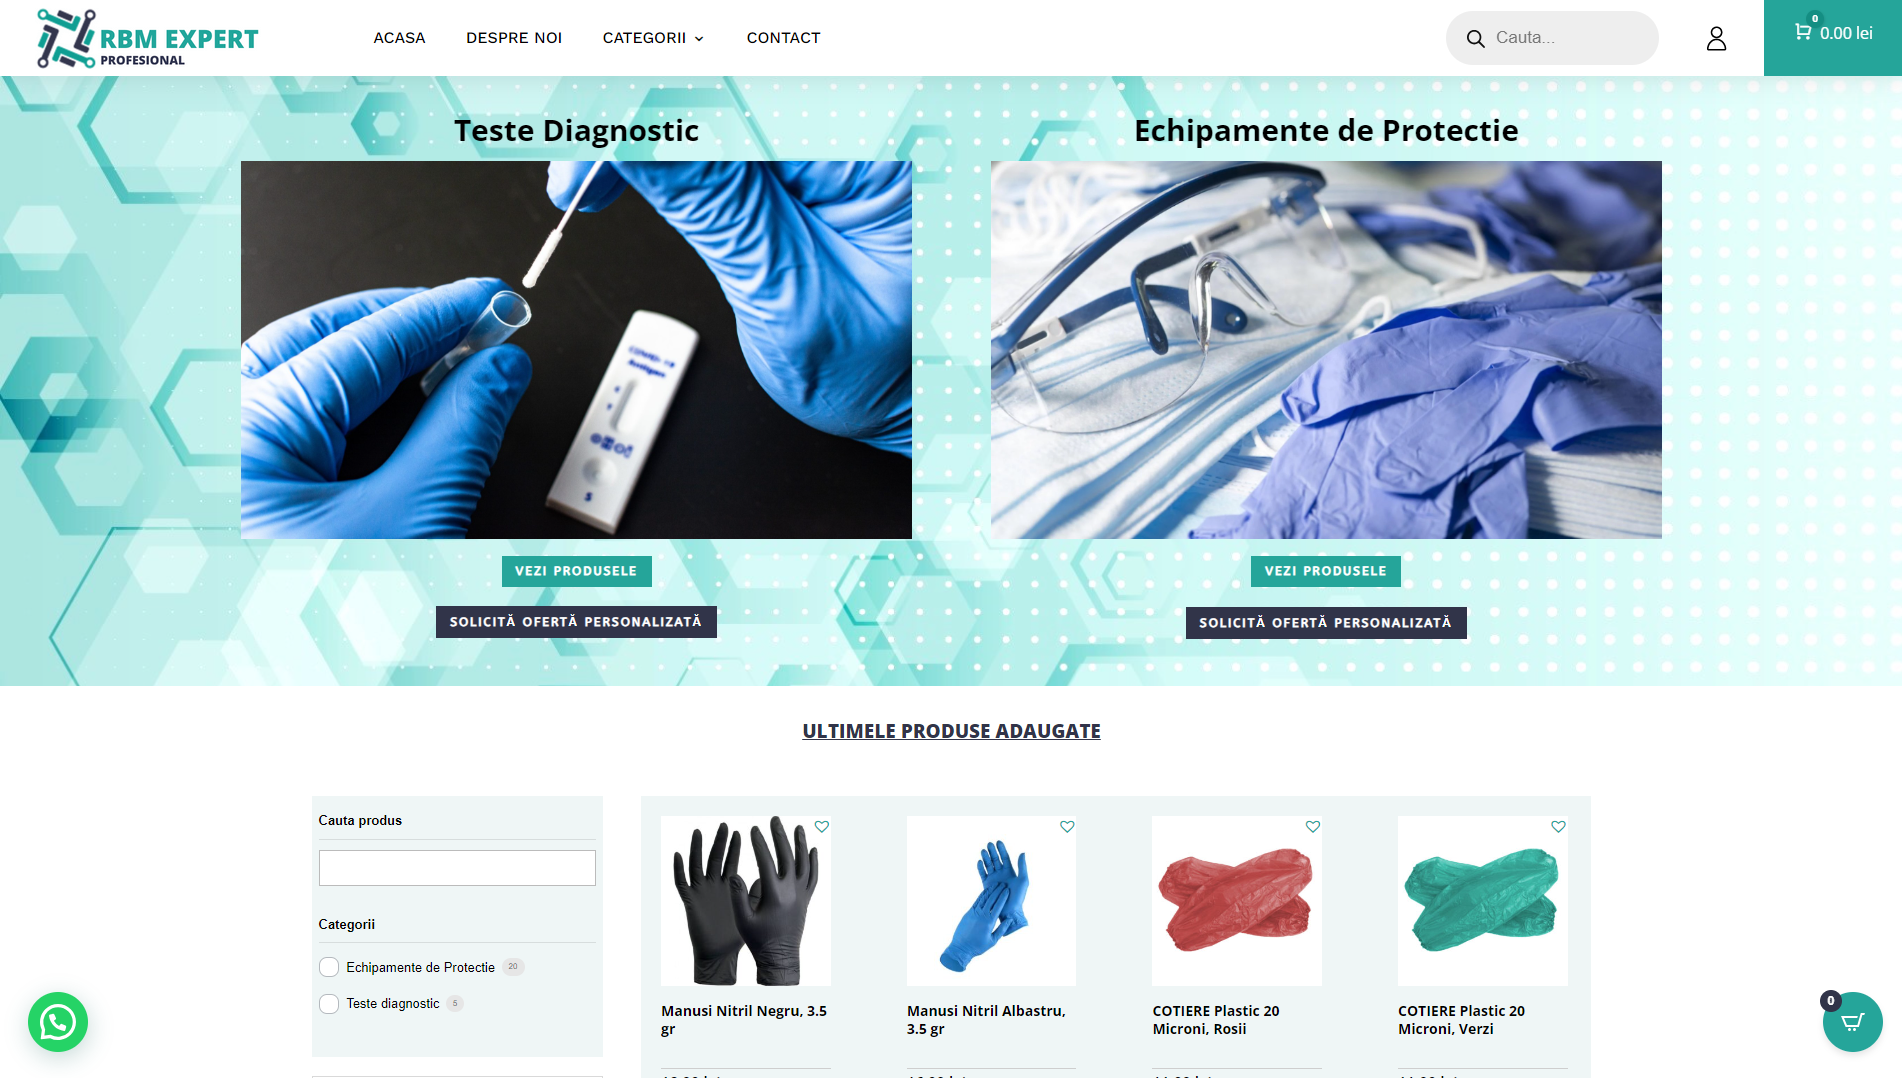 RBM EXPERT
PROFESIONAL
ACASA
DESPRE NOI
CATEGORII
CONTACT
Cauta...
0
0.00 lei
Teste Diagnostic
Echipamente de Protectie
COVID-19
Antigen
S
VEZI PRODUSELE
VEZI PRODUSELE
SOLICITĂ OFERTĂ PERSONALIZATĂ
SOLICITĂ OFERTĂ PERSONALIZATĂ
ULTIMELE PRODUSE ADAUGATE
Cauta produs
Categorii
Echipamente de Protectie 20
Teste diagnostic 5
Manusi Nitril Negru, 3.5
gr
Manusi Nitril Albastru,
3.5 gr
COTIERE Plastic 20
Microni, Rosii
COTIERE Plastic 20
Microni, Verzi
0